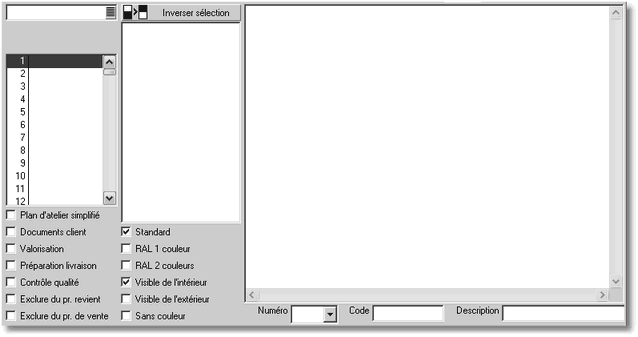 Inverser sélection
1
2
3
4
5
6
7
8
9
10
11
12
Plan d'atelier simplifié
Documents client
Valorisation
Préparation livraison
Contrôle qualité
Exclure du pr. revient
Exclure du pr. de vente
Standard
RAL 1 couleur
RAL 2 couleurs
Visible de l'intérieur
Visible de l'extérieur
Sans couleur
Numéro
Code
Description